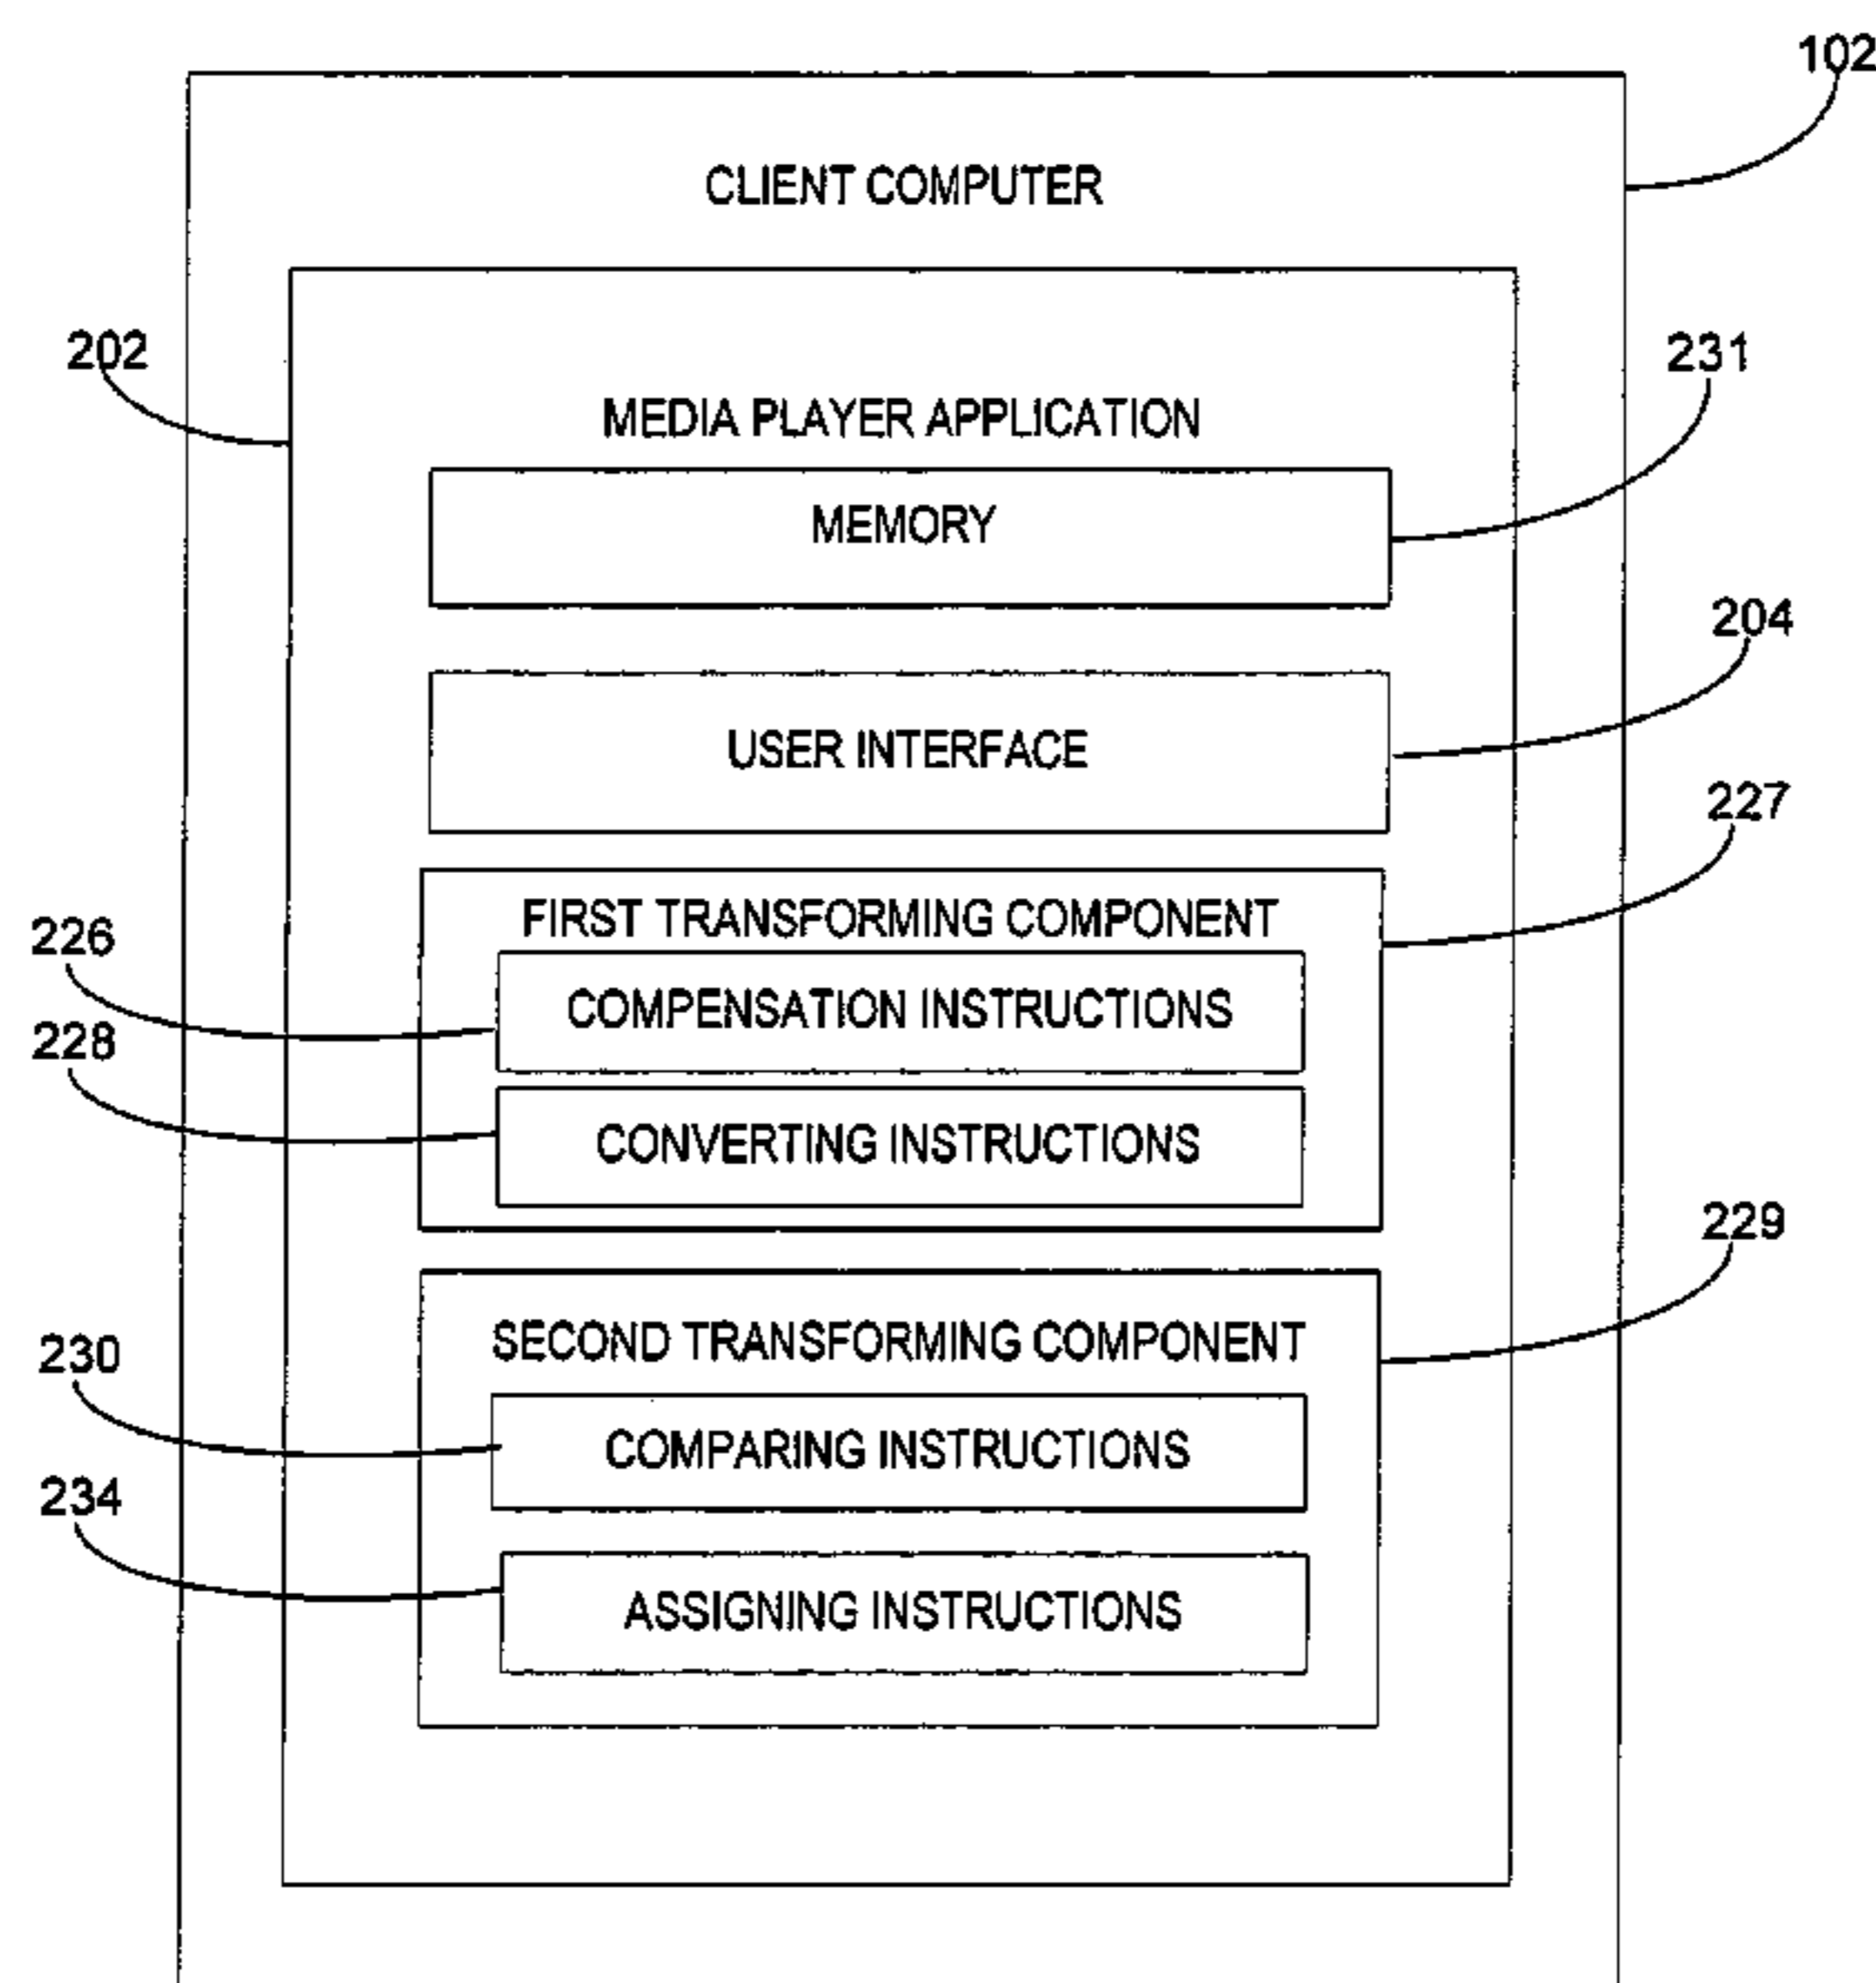 102
CLIENT COMPUTER
202
231
MEDIA PLAYER APPLICATION
MEMORY
204
USER INTERFACE
227
FIRST TRANSFORMING COMPONENT
226
COMPENSATION INSTRUCTIONS
228
CONVERTING INSTRUCTIONS
229
SECOND TRANSFORMING COMPONENT
230
COMPARING INSTRUCTIONS
234
ASSIGNING INSTRUCTIONS